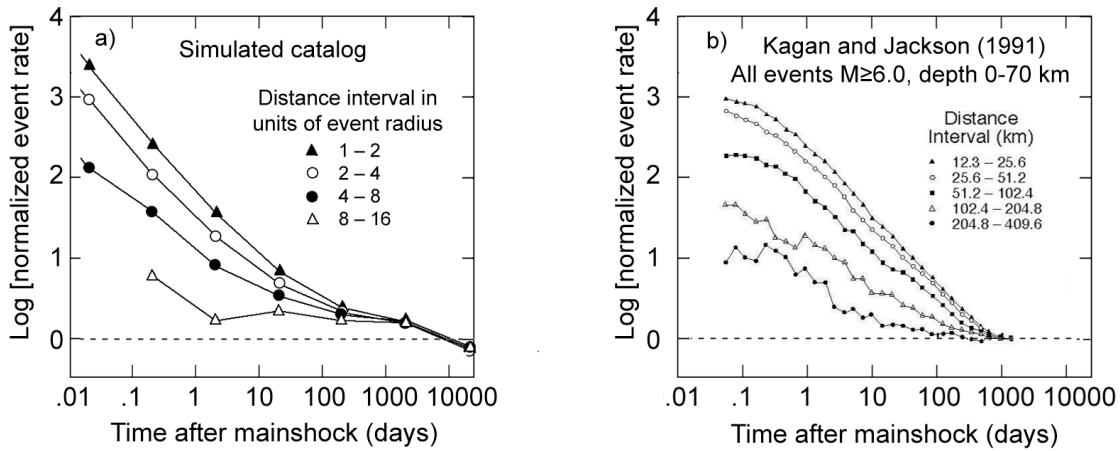 a)
Simulated catalog
Distance interval in
units of event radius
1 – 2
2 – 4
4 – 8
8 – 16
Log [normalized event rate]
4
3
2
1
0
.01 .1 1 10 100 1000 10000
Time after mainshock (days)
b)
Kagan and Jackson (1991)
All events M≥6.0, depth 0-70 km
Distance
Interval (km)
12.3 – 25.6
25.6 – 51.2
51.2 – 102.4
102.4 – 204.8
204.8 – 409.6
Log [normalized event rate]
4
3
2
1
0
.01 .1 1 10 100 1000 10000
Time after mainshock (days)